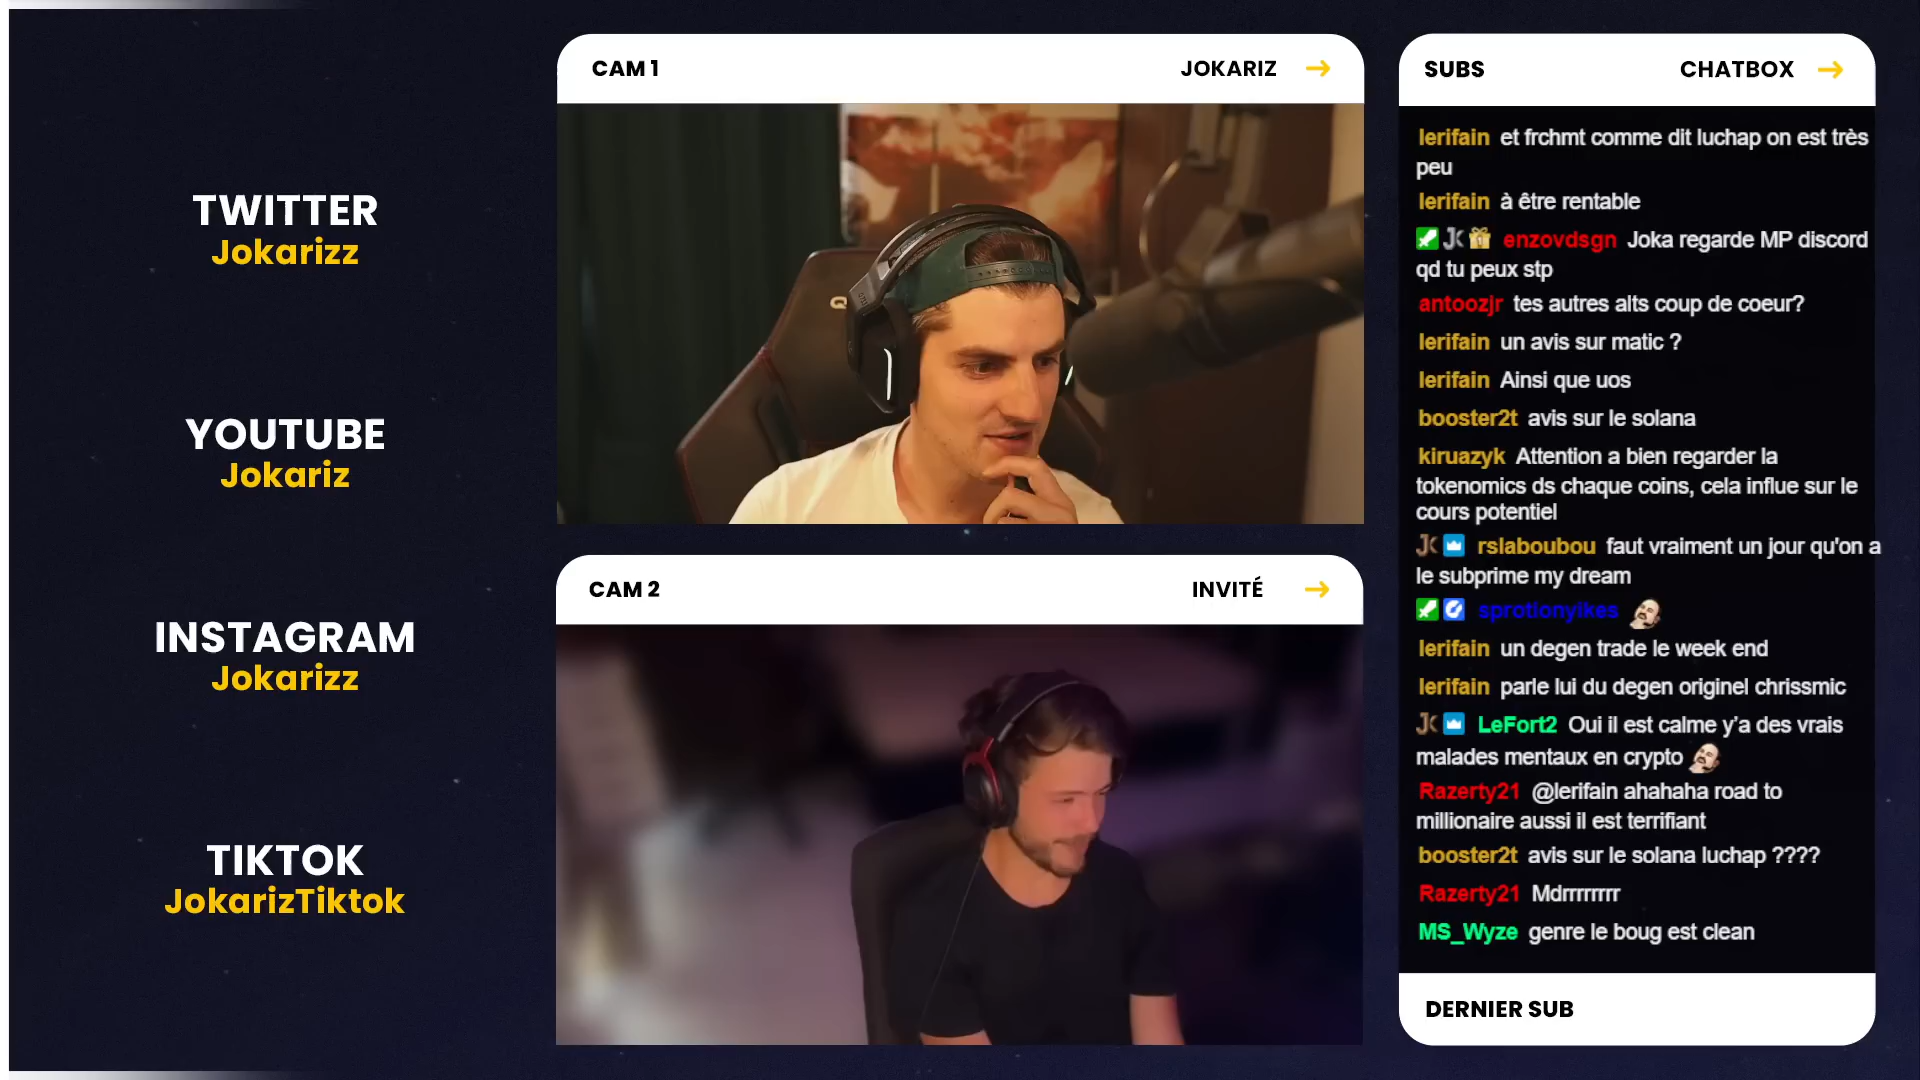 TWITTER
Jokarizz
YOUTUBE
Jokariz
INSTAGRAM
Jokarizz
TIKTOK
JokarizTiktok
CAM 1
JOKARIZ
CAM 2
INVITÉ
SUBS
CHATBOX
lerifain et frchmt comme dit luchap on est très
peu
lerifain à être rentable
enzovdsgn Joka regarde MP discord
qd tu peux stp
antoozjr tes autres alts coup de coeur?
lerifain un avis sur matic ?
lerifain Ainsi que uos
booster2t avis sur le solana
kiruazyk Attention a bien regarder la
tokenomics ds chaque coins, cela influe sur le
cours potentiel
rslaboubou faut vraiment un jour qu'on a
le subprime my dream
sprotionyikes
lerifain un degen trade le week end
lerifain parle lui du degen originel chrissmic
LeFort2 Oui il est calme y'a des vrais
malades mentaux en crypto
Razerty21 @lerifain ahahaha road to
millionaire aussi il est terrifiant
booster2t avis sur le solana luchap ????
Razerty21 Mdrrrrrrrr
MS_Wyze genre le boug est clean
DERNIER SUB